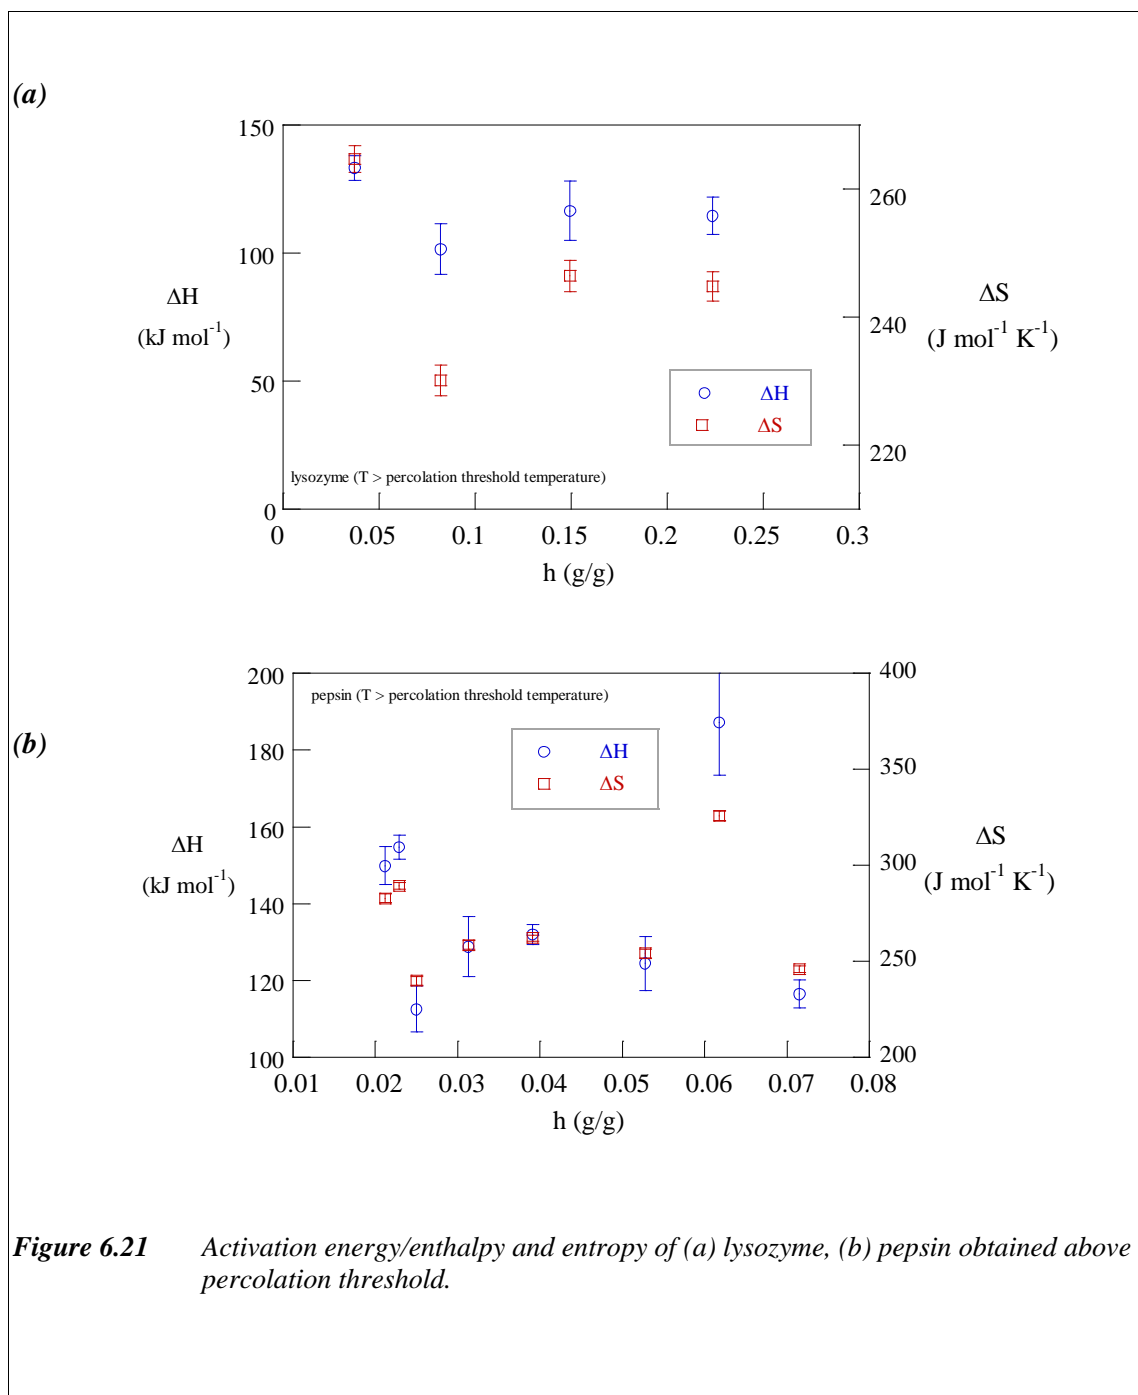 (a)
150
100
50
0
ΔH
(kJ mol-1)
260
240
220
ΔS
(J mol-1 K-1)
ΔH
ΔS
lysozyme (T > percolation threshold temperature)
0 0.05 0.1 0.15 0.2 0.25 0.3
h (g/g)
(b)
200
180
160
140
120
100
ΔH
(kJ mol-1)
pepsin (T > percolation threshold temperature)
ΔH
ΔS
400
350
300
250
200
ΔS
(J mol-1 K-1)
0.01 0.02 0.03 0.04 0.05 0.06 0.07 0.08
h (g/g)
Figure 6.21 Activation energy/enthalpy and entropy of (a) lysozyme, (b) pepsin obtained above
percolation threshold.